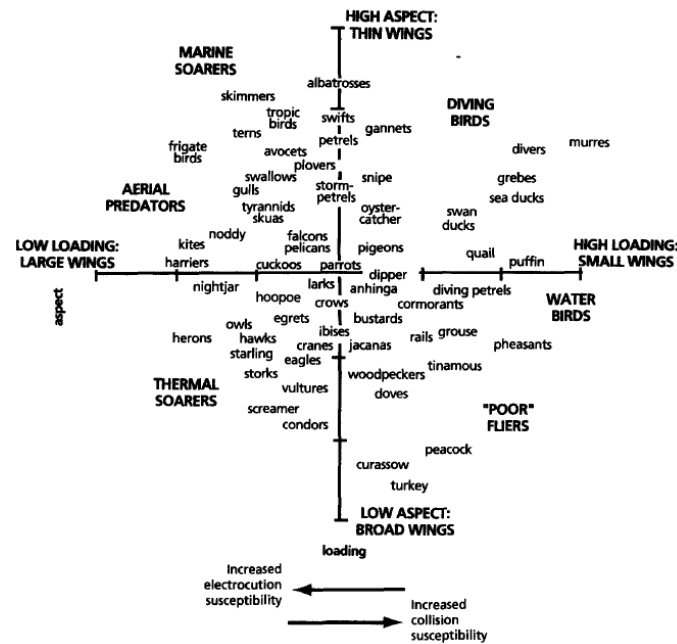 HIGH ASPECT:
THIN WINGS
MARINE
SOARERS
albatrosses
skimmers
DIVING
BIRDS
tropic
birds
swifts
gannets
terns
petrels
murres
frigate
birds
avocets
divers
plovers
swallows
snipe
grebes
AERIAL
PREDATORS
gulls
storm-
petrels
sea ducks
tyrannids
skuas
oyster-
catcher
swan
ducks
noddy
falcons
pelicans
pigeons
kites
quail
LOW LOADING:
LARGE WINGS
harriers
cuckoos
parrots
puffin
HIGH LOADING:
SMALL WINGS
dipper
nightjar
larks
anhinga
diving petrels
aspect
hoopoe
crows
cormorants
WATER
BIRDS
egrets
bustards
owls
ibises
herons
hawks
cranes
jacanas
rails
grouse
pheasants
starling
eagles
tinamous
storks
woodpeckers
THERMAL
SOARERS
vultures
doves
screamer
condors
"POOR"
FLIERS
peacock
curassow
turkey
LOW ASPECT:
BROAD WINGS
loading
Increased
electrocution
susceptibility
Increased
collision
susceptibility